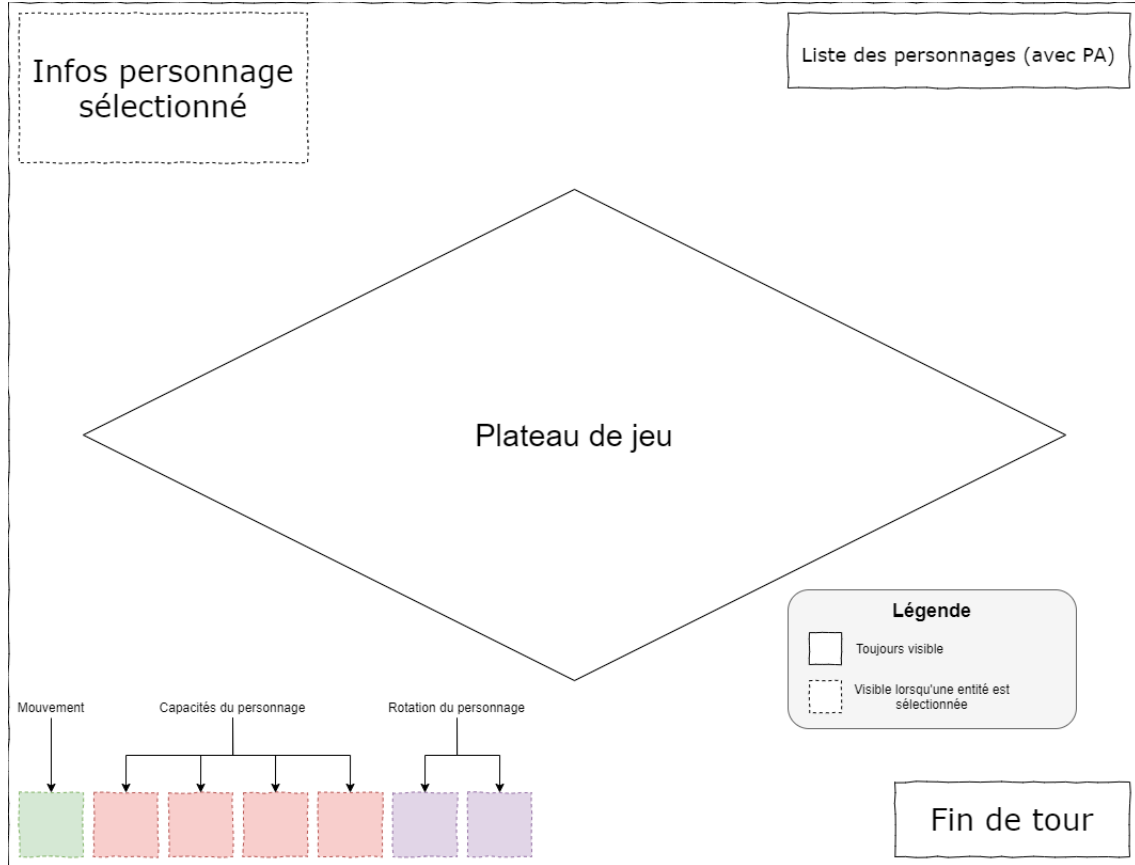 Infos personnage
sélectionné
Liste des personnages (avec PA)
Plateau de jeu
Légende
Toujours visible
Visible lorsqu'une entité est
sélectionnée
Mouvement
Capacités du personnage
Rotation du personnage
Fin de tour